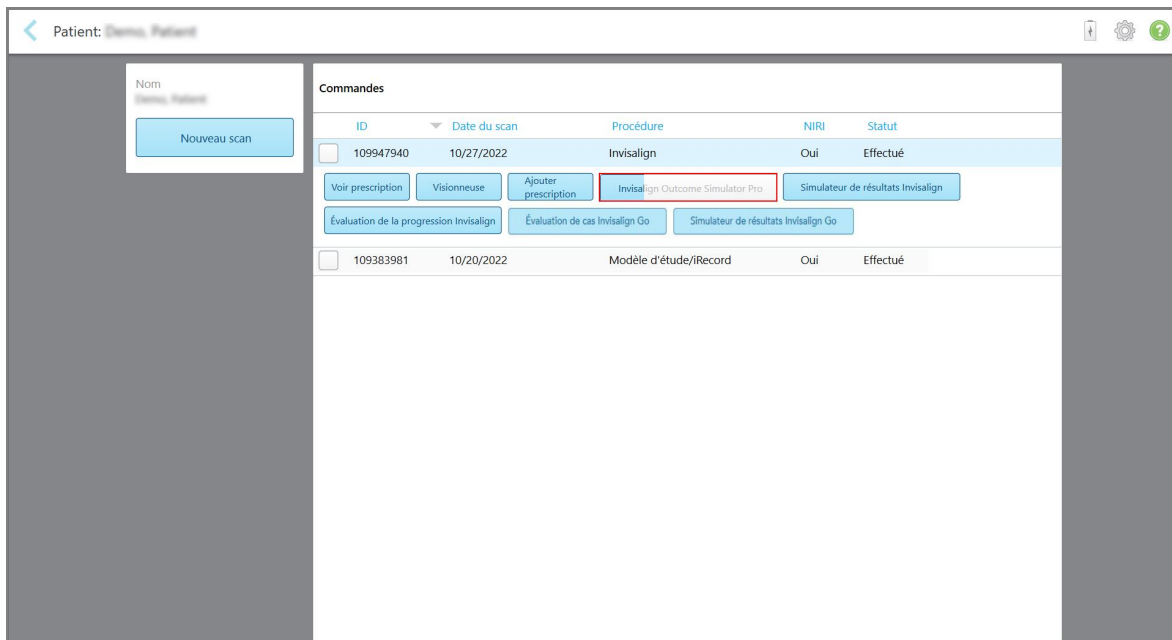 Patient:
Nom
Nouveau scan
Commandes
ID Date du scan Procédure NIRI Statut
109947940 10/27/2022 Invisalign Oui Effectué
Voir prescription Visionneuse Ajouter prescription Invisalign Outcome Simulator Pro Simulateur de résultats Invisalign
Évaluation de la progression Invisalign Évaluation de cas Invisalign Go Simulateur de résultats Invisalign Go
109383981 10/20/2022 Modèle d'étude/iRecord Oui Effectué